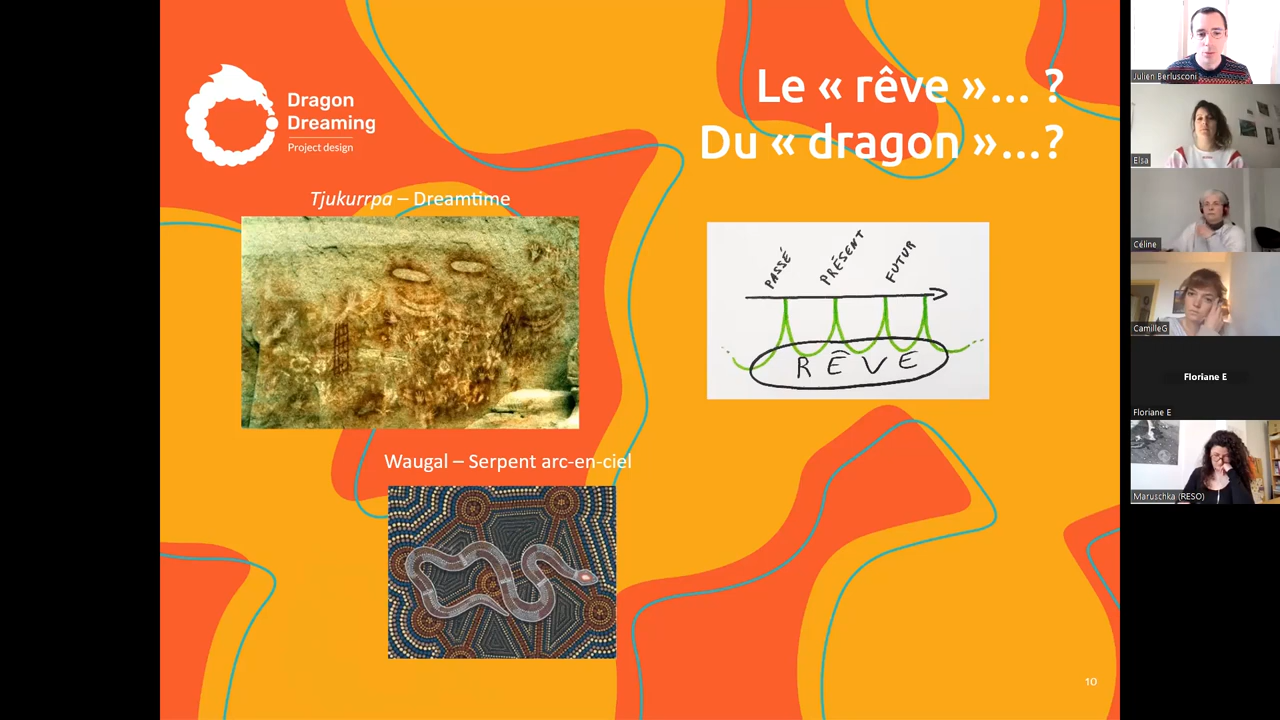 Dragon
Dreaming
Project design
Le « rêve »... ?
Du « dragon »...?
Tjukurrpa – Dreamtime
PASSÉ
PRÉSENT
FUTUR
RÊVE
Waugal – Serpent arc-en-ciel
10
Julien Berlusconi
Elsa
Céline
CamilleG
Floriane E
Floriane E
Maruschka (RESO)